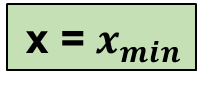 x = x_min